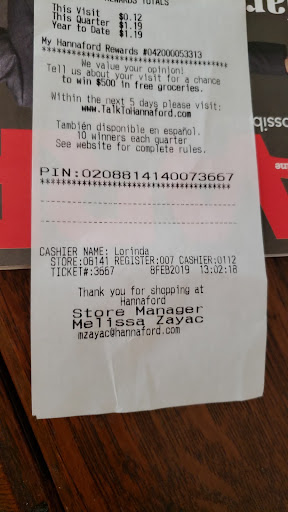 REWARDS TOTALS
This Visit $0.12
This Quarter $1.19
Year to Date $1.19
****************************************
My Hannaford Rewards #042000053313
****************************************
We value your opinion!
Tell us about your visit for a chance
to win $500 in free groceries.
Within the next 5 days please visit:
www.TalktoHannaford.com
También disponible en español.
10 winners each quarter
See website for complete rules.
PIN:0208814140073667
****************************************
----------------------------------------
----------------------------------------
CASHIER NAME: Lorinda
STORE:08141 REGISTER:007 CASHIER:0112
TICKET#:3667 8FEB2019 13:02:18
Thank you for shopping at
Hannaford
Store Manager
Melissa Zayac
mzayac@hannaford.com